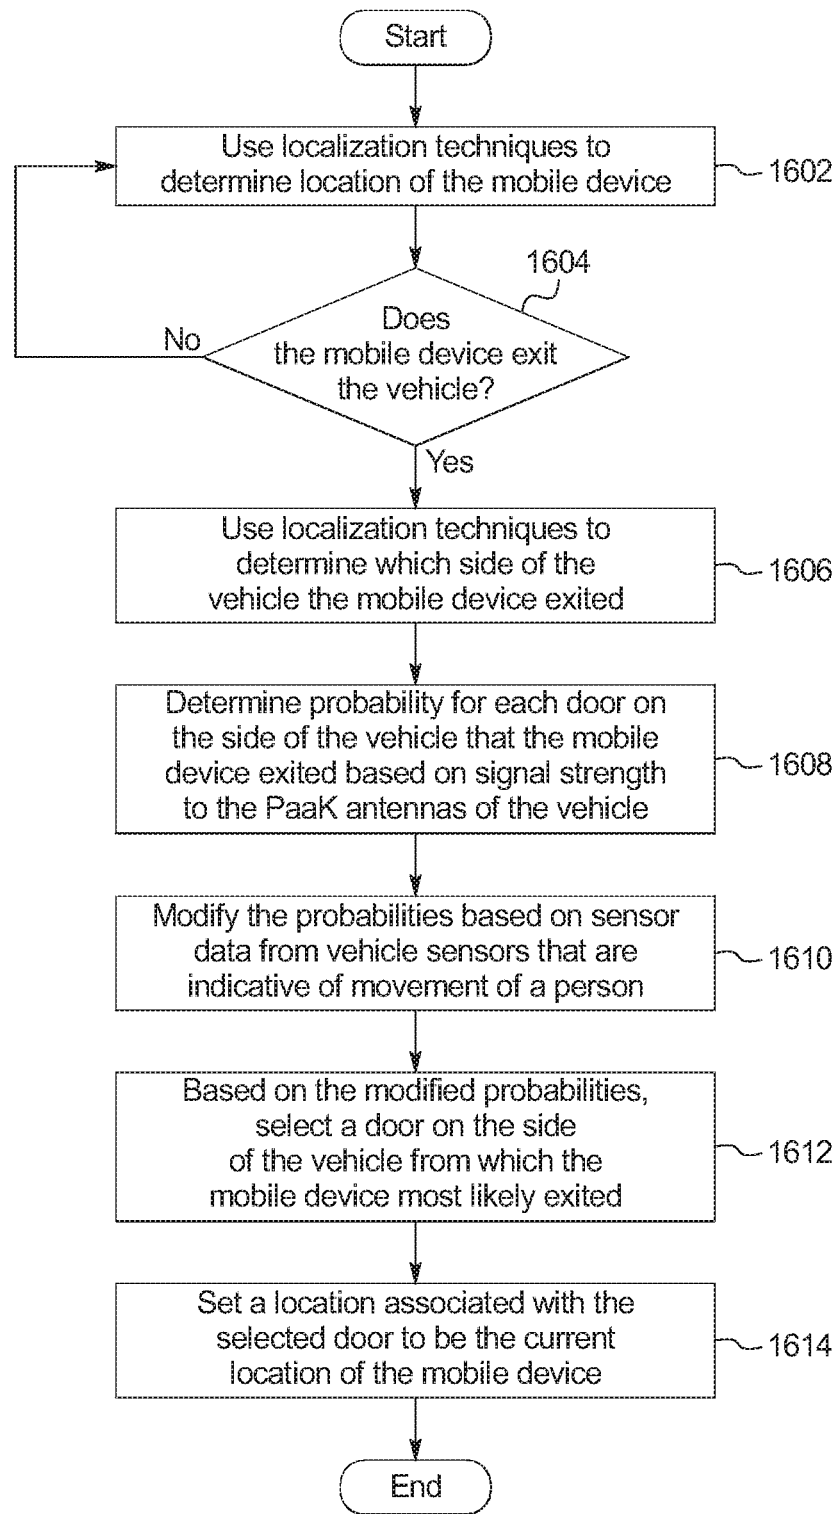 Start
Use localization techniques to
determine location of the mobile device
1602
1604
Does
the mobile device exit
the vehicle?
No
Yes
Use localization techniques to
determine which side of the
vehicle the mobile device exited
1606
Determine probability for each door on
the side of the vehicle that the mobile
device exited based on signal strength
to the PaaK antennas of the vehicle
1608
Modify the probabilities based on sensor
data from vehicle sensors that are
indicative of movement of a person
1610
Based on the modified probabilities,
select a door on the side
of the vehicle from which the
mobile device most likely exited
1612
Set a location associated with the
selected door to be the current
location of the mobile device
1614
End